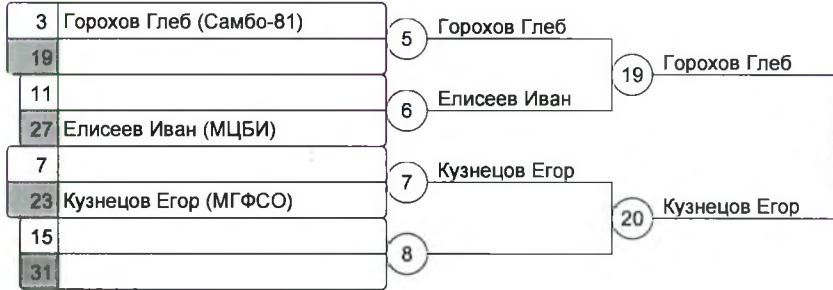 3 Горохов Глеб (Самбо-81)
19
11
27 Елисеев Иван (МЦБИ)
7
23 Кузнецов Егор (МГФСО)
15
31
5 Горохов Глеб
6 Елисеев Иван
7 Кузнецов Егор
8
19 Горохов Глеб
20 Кузнецов Егор